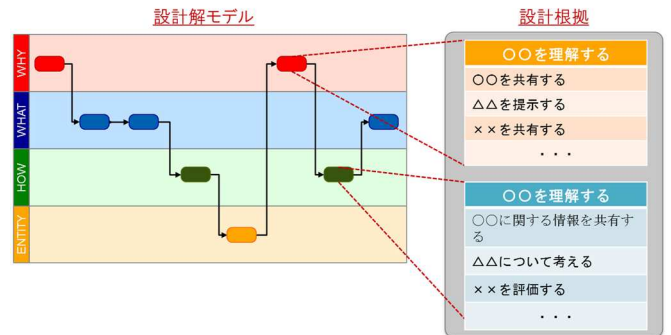 設計解モデル
設計根拠
WHY
WHAT
HOW
ENTITY
○○を理解する
○○を共有する
△△を提示する
××を共有する
・・・
○○を理解する
○○に関する情報を共有す
る
△△について考える
××を評価する
・・・